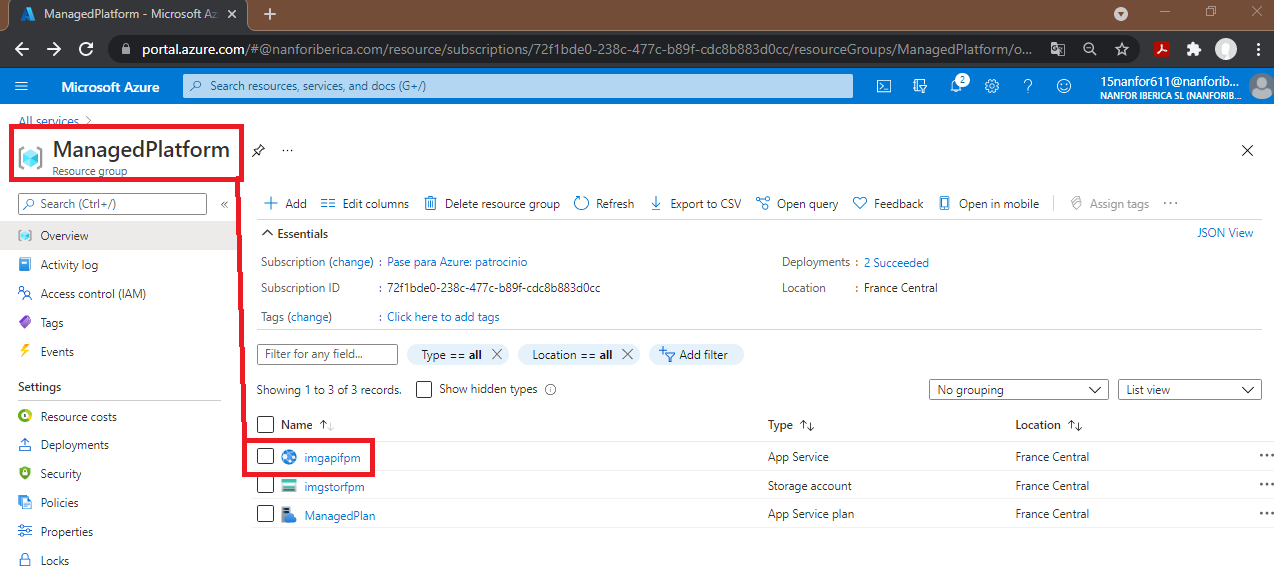 ManagedPlatform - Microsoft Az
portal.azure.com/#@nanforiberica.com/resource/subscriptions/72f1bde0-238c-477c-b89f-cdc8b883d0cc/resourceGroups/ManagedPlatform/o...
Microsoft Azure
Search resources, services, and docs (G+/)
2
15nanfor611@nanforib...
NANFOR IBERICA SL (NANFORIB...
All services
ManagedPlatform
Resource group
Search (Ctrl+/)
Overview
Activity log
Access control (IAM)
Tags
Events
Settings
Resource costs
Deployments
Security
Policies
Properties
Locks
Add
Edit columns
Delete resource group
Refresh
Export to CSV
Open query
Feedback
Open in mobile
Assign tags
Essentials
JSON View
Subscription (change) : Pase para Azure: patrocinio
Deployments : 2 Succeeded
Subscription ID : 72f1bde0-238c-477c-b89f-cdc8b883d0cc
Location : France Central
Tags (change) : Click here to add tags
Filter for any field...
Type == all
Location == all
Add filter
Showing 1 to 3 of 3 records.
Show hidden types
No grouping
List view
Name Type Location
imgapifpm App Service France Central
imgstorfpm Storage account France Central
ManagedPlan App Service plan France Central